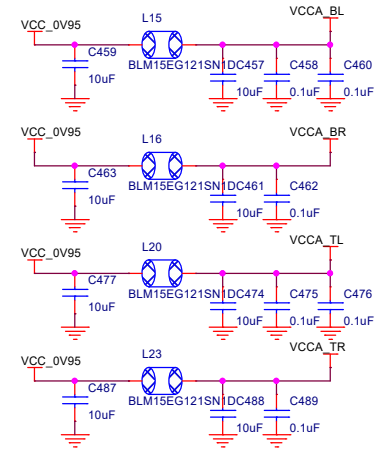 L15
VCCA_BL
VCC_0V95
C459
BLM15EG121SN1D
C457
C458
C460
10uF
10uF
0.1uF
0.1uF
L16
VCCA_BR
VCC_0V95
C463
BLM15EG121SN1D
C461
C462
10uF
10uF
0.1uF
L20
VCCA_TL
VCC_0V95
C477
BLM15EG121SN1D
C474
C475
C476
10uF
10uF
0.1uF
0.1uF
L23
VCCA_TR
VCC_0V95
C487
BLM15EG121SN1D
C488
C489
10uF
10uF
0.1uF